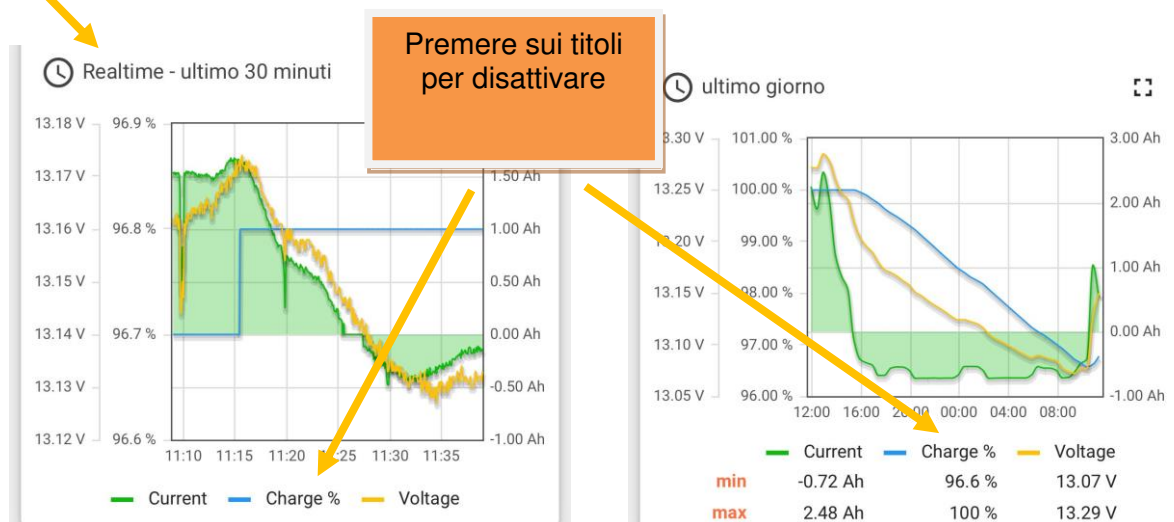 Premere sui titoli
per disattivare
Realtime - ultimo 30 minuti
13.18 V 96.9 %
13.17 V 1.50 Ah
13.16 V 96.8 % 1.00 Ah
13.15 V 0.50 Ah
13.14 V 96.7 % 0.00 Ah
13.13 V -0.50 Ah
13.12 V 96.6 % -1.00 Ah
11:10 11:15 11:20 11:30 11:35
Current Charge % Voltage
ultimo giorno
101.00 % 3.00 Ah
13.25 V 100.00 % 2.00 Ah
99.00 %
13.15 V 98.00 % 1.00 Ah
13.10 V 97.00 % 0.00 Ah
13.05 V 96.00 % -1.00 Ah
12:00 16:00 20:00 00:00 04:00 08:00
Current Charge % Voltage
min -0.72 Ah 96.6 % 13.07 V
max 2.48 Ah 100 % 13.29 V